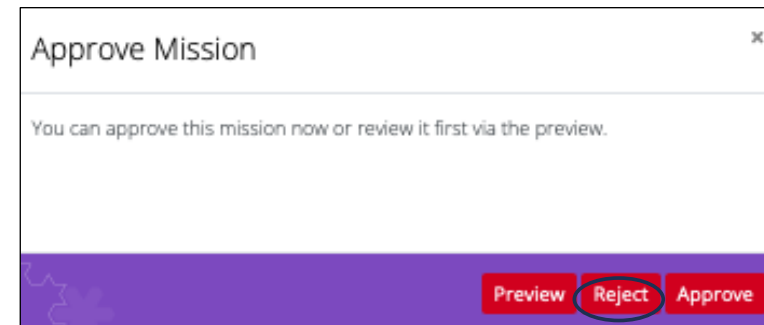 Approve Mission
×
You can approve this mission now or review it first via the preview.
Preview Reject Approve